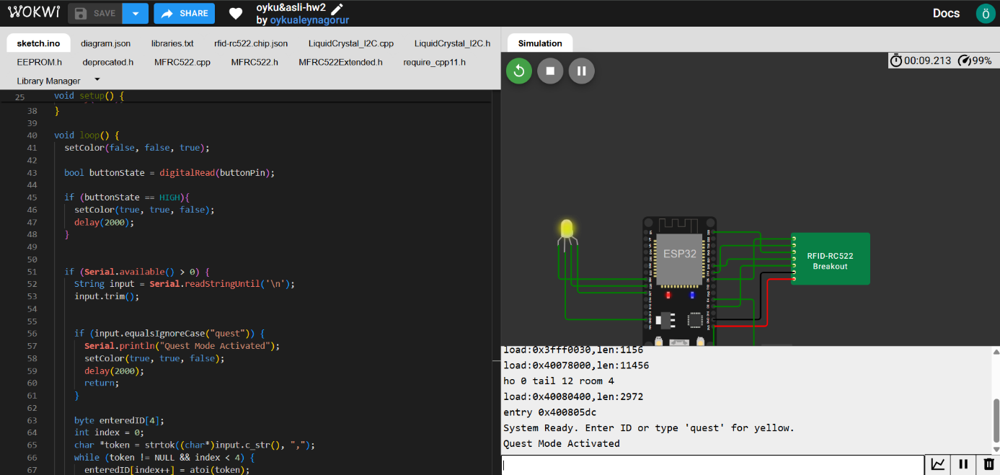 WOKWI
SAVE
SHARE
oyku&asli-hw2
by oykualeynagorur
Docs
Ö
sketch.ino
diagram.json
libraries.txt
rfid-rc522.chip.json
LiquidCrystal_I2C.cpp
LiquidCrystal_I2C.h
EEPROM.h
deprecated.h
MFRC522.cpp
MFRC522.h
MFRC522Extended.h
require_cpp11.h
Library Manager
25 void setup() {
38 }
39
40 void loop() {
41 setColor(false, false, true);
42
43 bool buttonState = digitalRead(buttonPin);
44
45 if (buttonState == HIGH){
46 setColor(true, true, false);
47 delay(2000);
48 }
49
50
51 if (Serial.available() > 0) {
52 String input = Serial.readStringUntil('\n');
53 input.trim();
54
55
56 if (input.equalsIgnoreCase("quest")) {
57 Serial.println("Quest Mode Activated");
58 setColor(true, true, false);
59 delay(2000);
60 return;
61 }
62
63 byte enteredID[4];
64 int index = 0;
65 char *token = strtok((char*)input.c_str(), ",");
66 while (token != NULL && index < 4) {
67 enteredID[index++] = atoi(token);
Simulation
00:09.213
99%
ESP32
RFID-RC522
Breakout
load:0x3fff0030,len:1156
load:0x40078000,len:11456
ho 0 tail 12 room 4
load:0x40080400,len:2972
entry 0x400805dc
System Ready. Enter ID or type 'quest' for yellow.
Quest Mode Activated